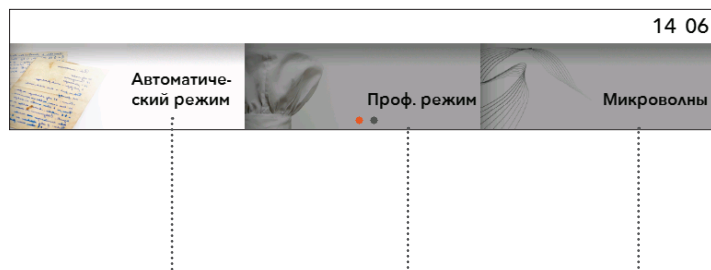 14 06
Автоматиче-
ский режим
Проф. режим
Микроволны